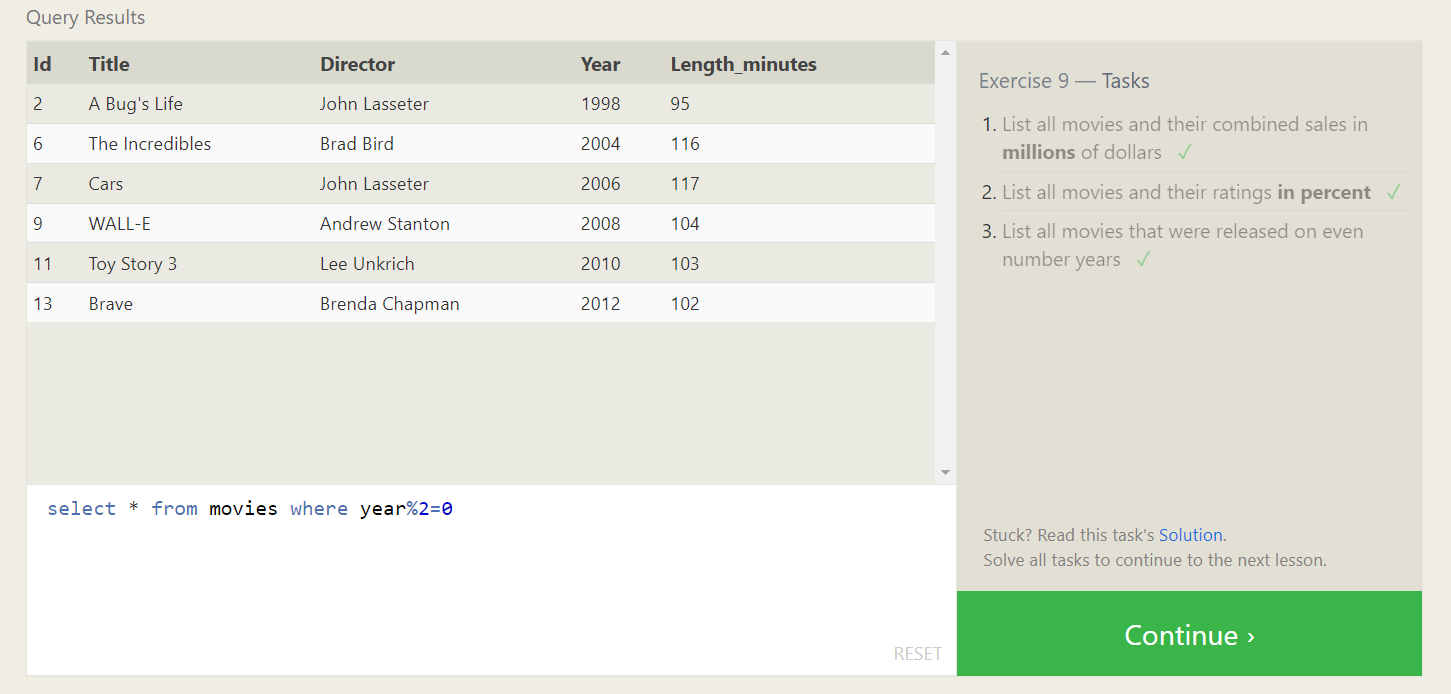 Query Results
Id Title Director Year Length_minutes
2 A Bug's Life John Lasseter 1998 95
6 The Incredibles Brad Bird 2004 116
7 Cars John Lasseter 2006 117
9 WALL-E Andrew Stanton 2008 104
11 Toy Story 3 Lee Unkrich 2010 103
13 Brave Brenda Chapman 2012 102
select * from movies where year%2=0
RESET
Exercise 9 — Tasks
1. List all movies and their combined sales in
millions of dollars ✓
2. List all movies and their ratings in percent ✓
3. List all movies that were released on even
number years ✓
Stuck? Read this task's Solution.
Solve all tasks to continue to the next lesson.
Continue ›